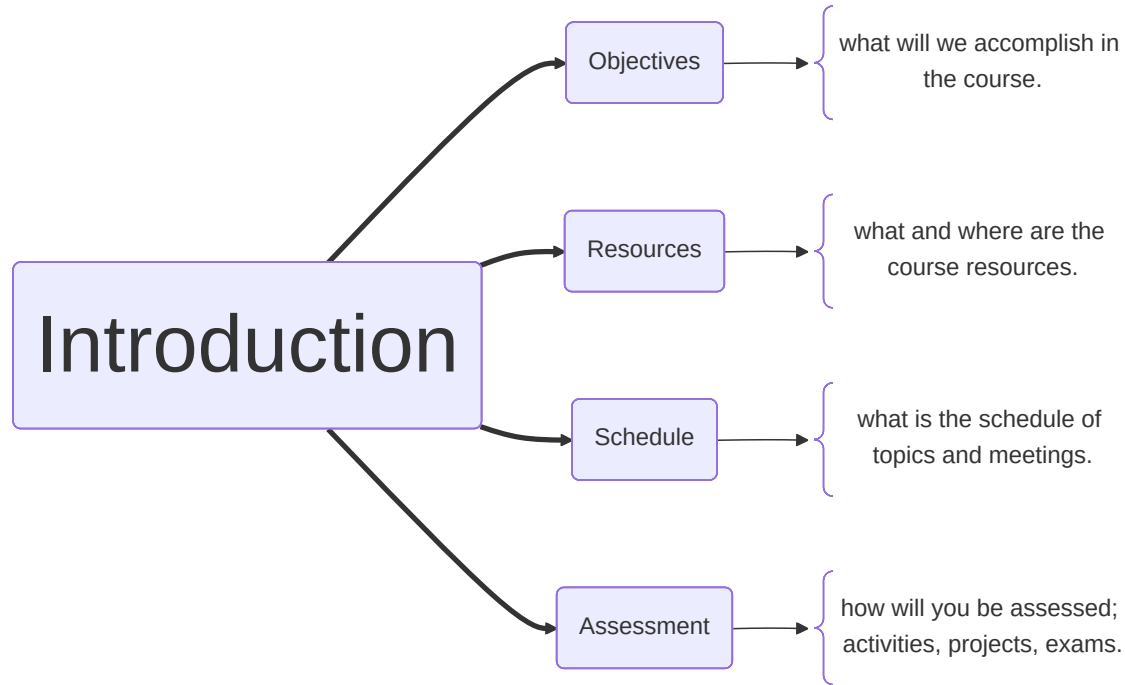 Objectives
what will we accomplish in
the course.
Resources
what and where are the
course resources.
Introduction
Schedule
what is the schedule of
topics and meetings.
Assessment
how will you be assessed;
activities, projects, exams.